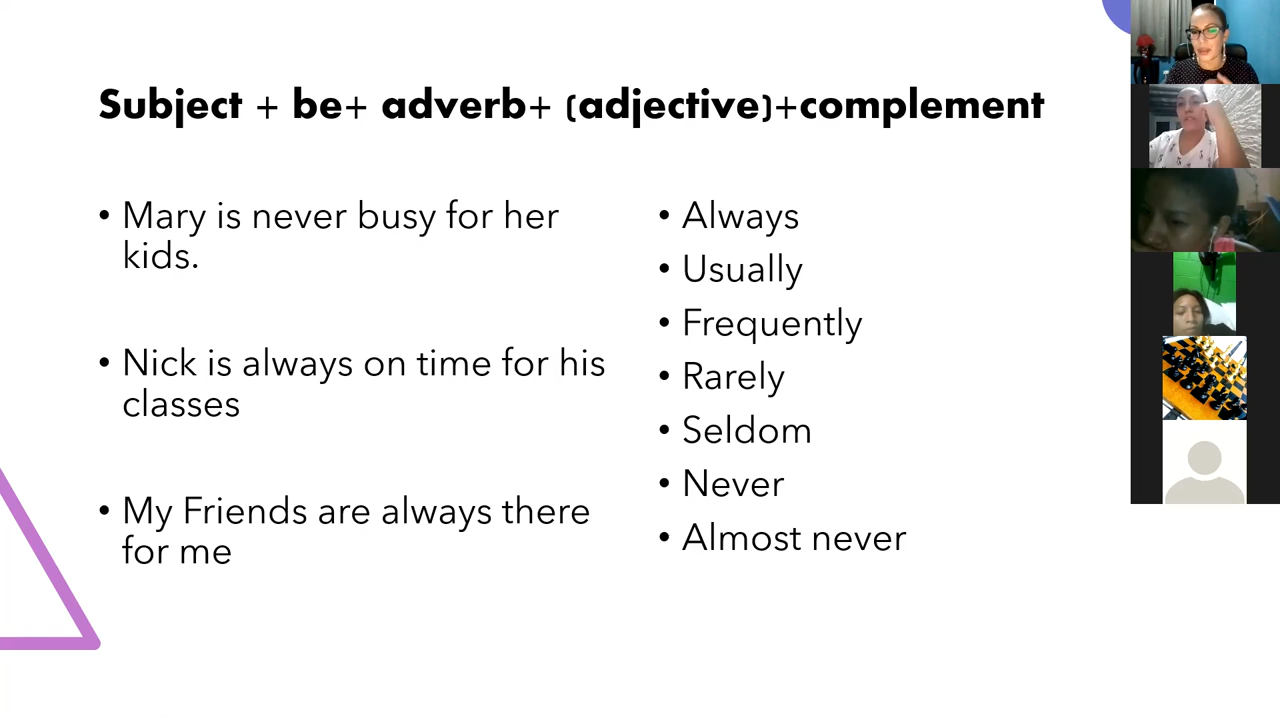 Subject + be+ adverb+ (adjective)+complement
• Mary is never busy for her
kids.
• Nick is always on time for his
classes
• My Friends are always there
for me
• Always
• Usually
• Frequently
• Rarely
• Seldom
• Never
• Almost never